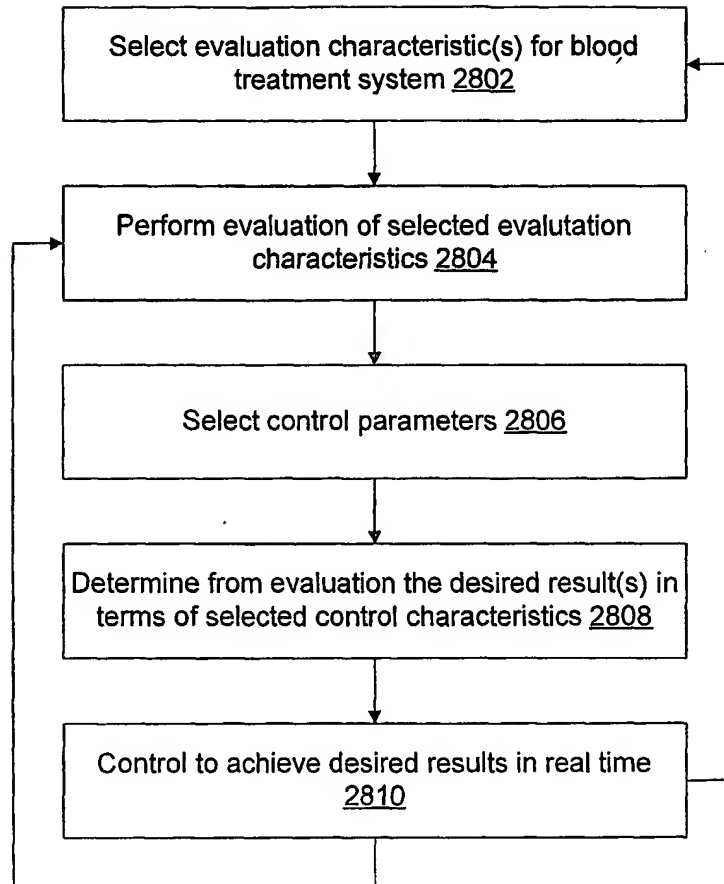 Select evaluation characteristic(s) for blood
treatment system 2802
Perform evaluation of selected evalutation
characteristics 2804
Select control parameters 2806
Determine from evaluation the desired result(s) in
terms of selected control characteristics 2808
Control to achieve desired results in real time
2810